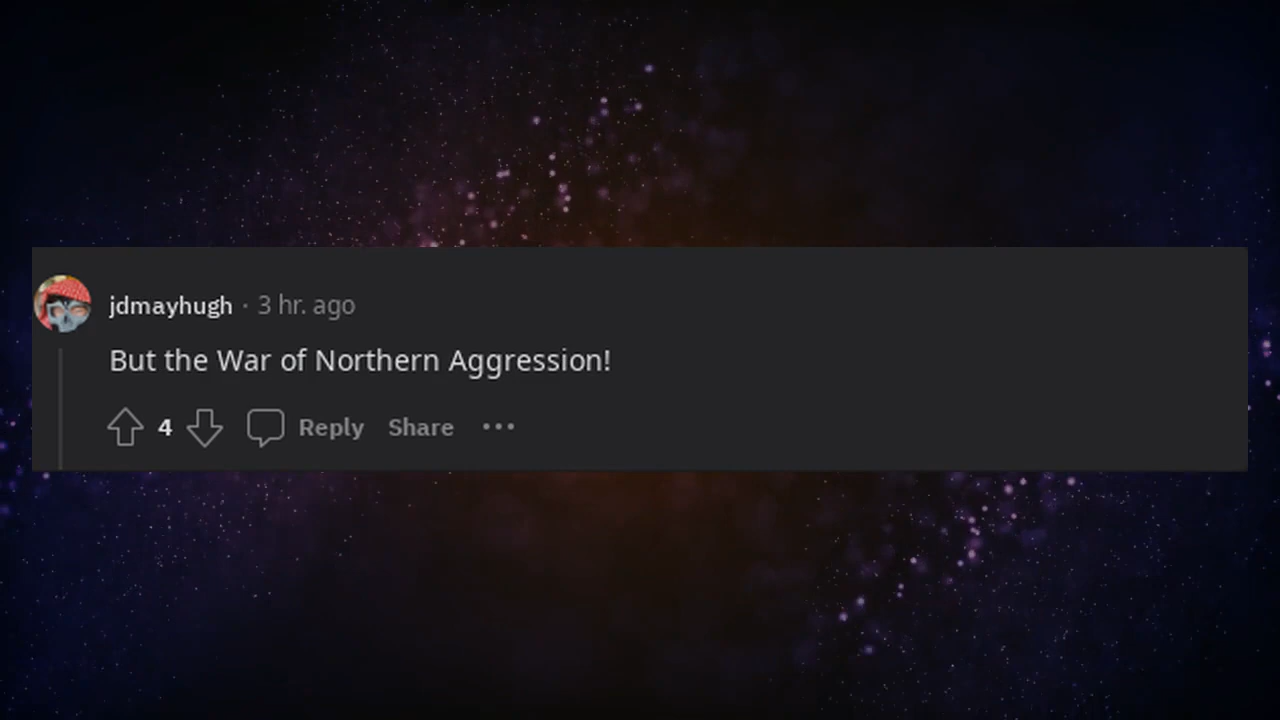 jdmayhugh · 3 hr. ago
But the War of Northern Aggression!
4 Reply Share ···